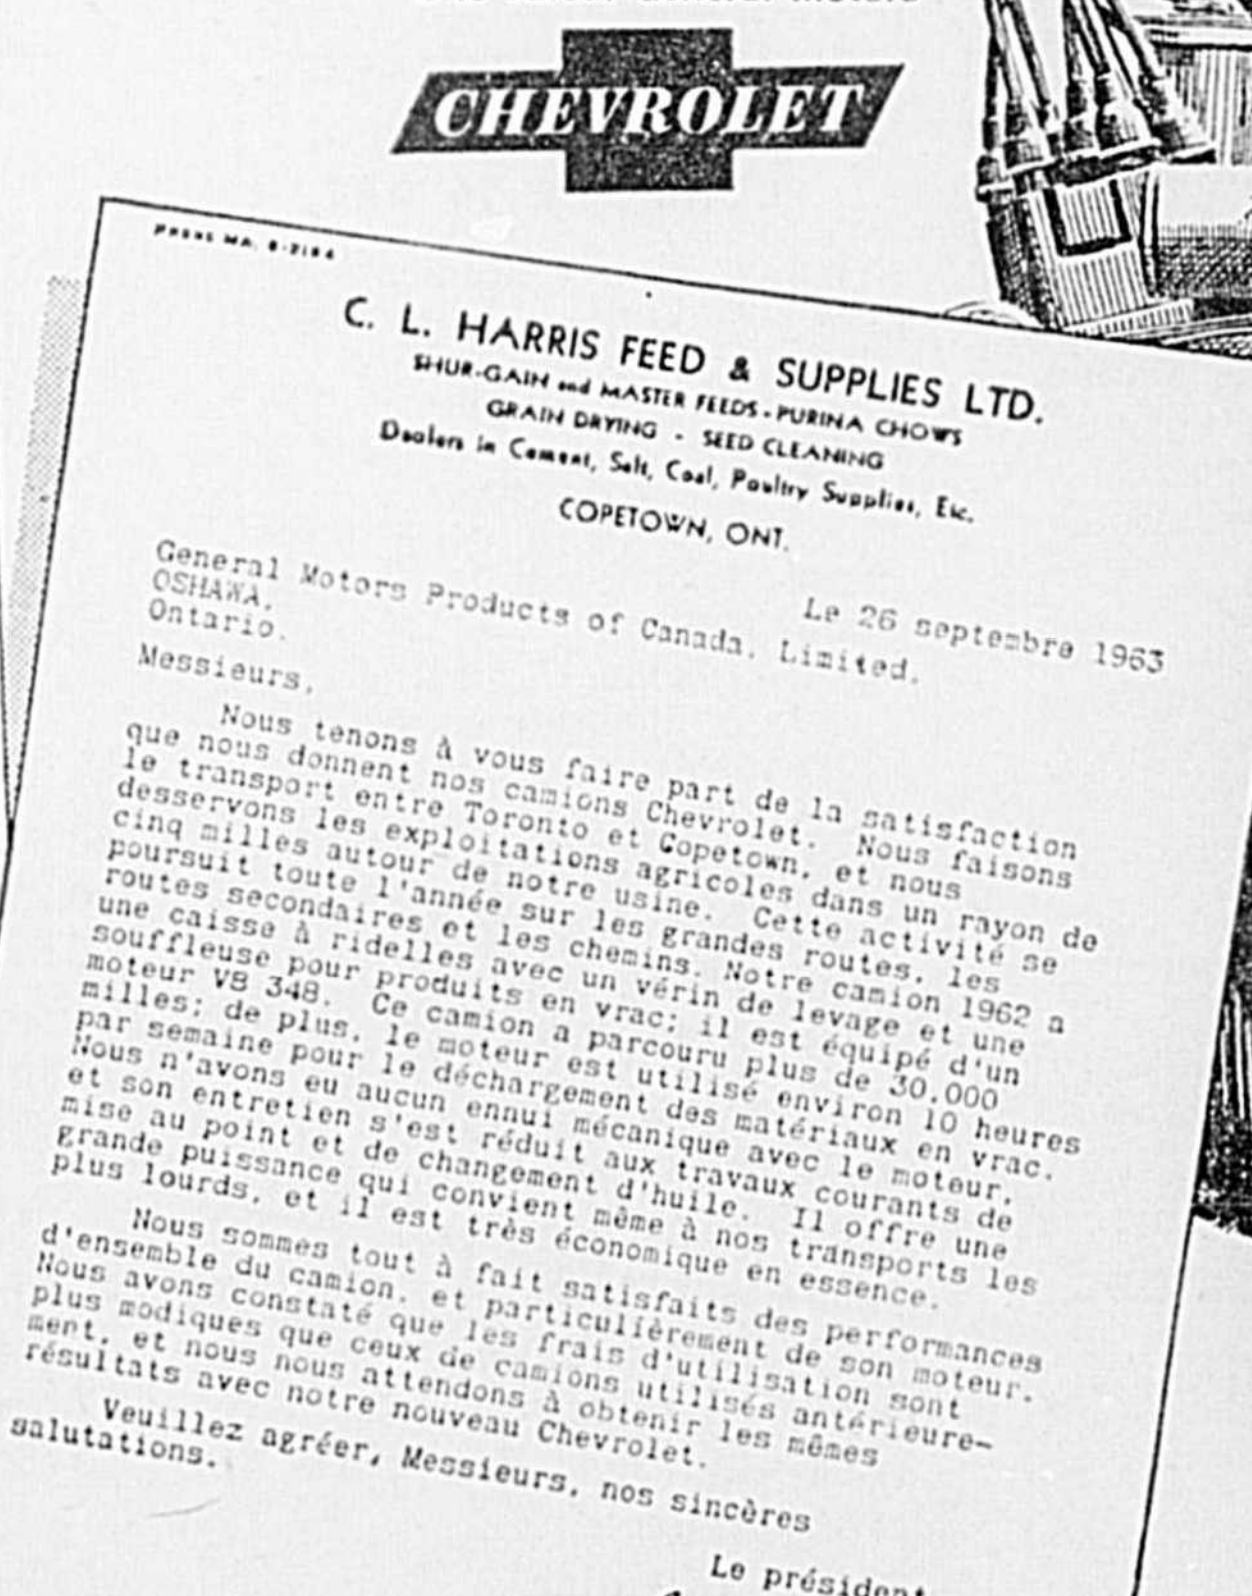 CHEVROLET
C. L. HARRIS FEED & SUPPLIES LTD.
SHUR-GAIN and MASTER FEEDS - PURINA CHOWS
GRAIN DRYING - SEED CLEANING
Dealers in Cement, Salt, Coal, Poultry Supplies, Etc.
COPETOWN, ONT.
Le 26 septembre 1963
General Motors Products of Canada, Limited,
OSHAWA,
Ontario.
Messieurs,
Nous tenons à vous faire part de la satisfaction
que nous donnent nos camions Chevrolet. Nous faisons
le transport entre Toronto et Copetown, et nous
desservons les exploitations agricoles dans un rayon de
cinq milles autour de notre usine. Cette activité se
poursuit toute l'année sur les grandes routes, les
routes secondaires et les chemins. Notre camion 1962 a
une caisse à ridelles avec un vérin de levage et une
souffleuse pour produits en vrac; il est équipé d'un
moteur V8 348. Ce camion a parcouru plus de 30,000
milles; de plus, le moteur est utilisé environ 10 heures
par semaine pour le déchargement des matériaux en vrac.
Nous n'avons eu aucun ennui mécanique avec le moteur,
et son entretien s'est réduit aux travaux courants de
mise au point et de changement d'huile. Il offre une
grande puissance qui convient même à nos transports les
plus lourds, et il est très économique en essence.
Nous sommes tout à fait satisfaits des performances
d'ensemble du camion, et particulièrement de son moteur.
Nous avons constaté que les frais d'utilisation sont
plus modiques que ceux de camions utilisés antérieure-
ment, et nous nous attendons à obtenir les mêmes
résultats avec notre nouveau Chevrolet.
Veuillez agréer, Messieurs, nos sincères
salutations.
Le président